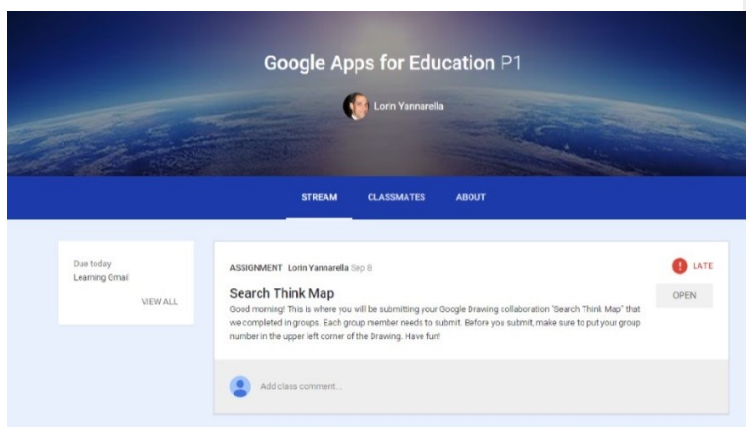 Google Apps for Education P1
Lorin Yannarella
STREAM CLASSMATES ABOUT
Due today
Learning Gmail
VIEW ALL
ASSIGNMENT Lorin Yannarella Sep 8
! LATE
Search Think Map
OPEN
Good morning! This is where you will be submitting your Google Drawing collaboration "Search Think Map" that
we completed in groups. Each group member needs to submit. Before you submit, make sure to put your group
number in the upper left corner of the Drawing. Have fun!
Add class comment...